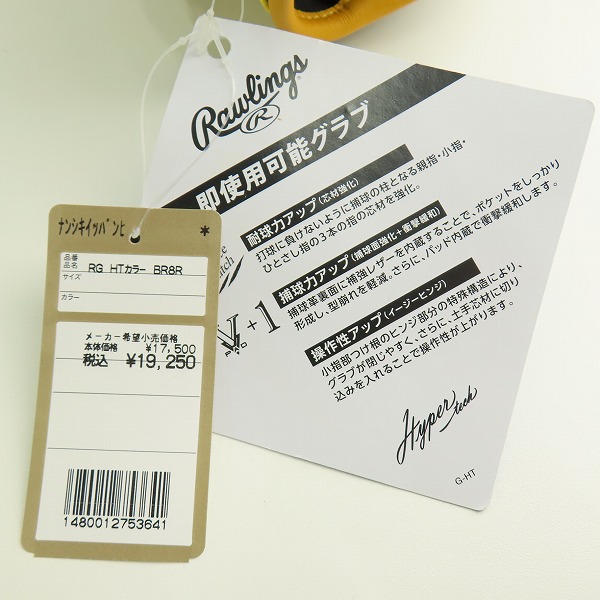 Rawlings
R
即使用可能グラブ
耐球力アップ(芯材強化)
打球に負けないように捕球の柱となる親指・小指・
ひとさし指の3本の指の芯材を強化。
捕球力アップ(捕球面強化+衝撃緩和)
捕球革裏面に補強レザーを内蔵することで、ポケットをしっかり
形成し、型崩れを軽減。さらに、パッド内蔵で衝撃緩和します。
+1
操作性アップ(イージーヒンジ)
小指部つけ根のヒンジ部分の特殊構造により、
グラブが閉じやすく、さらに、土手芯材に切り
込みを入れることで操作性が上がります。
Hyper tech
G-HT
ナンシキイッパンヒ *
品番
品名 RG HTカラー BR8R
サイズ
カラー
メーカー希望小売価格
本体価格 ¥17,500
税込 ¥19,250
1480012753641